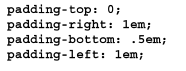 padding-top: 0;
padding-right: 1em;
padding-bottom: .5em;
padding-left: 1em;